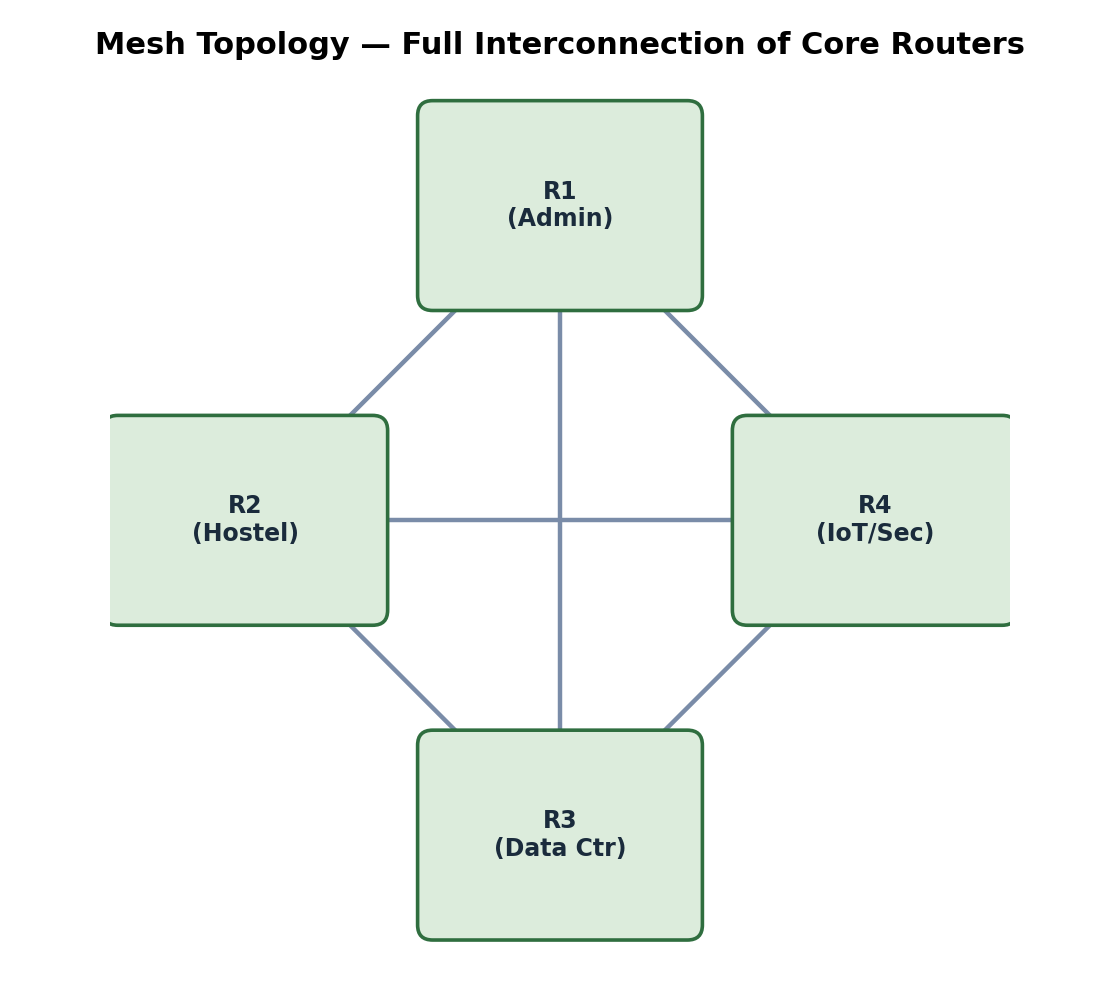 Mesh Topology — Full Interconnection of Core Routers
R1
(Admin)
R2
(Hostel)
R4
(IoT/Sec)
R3
(Data Ctr)